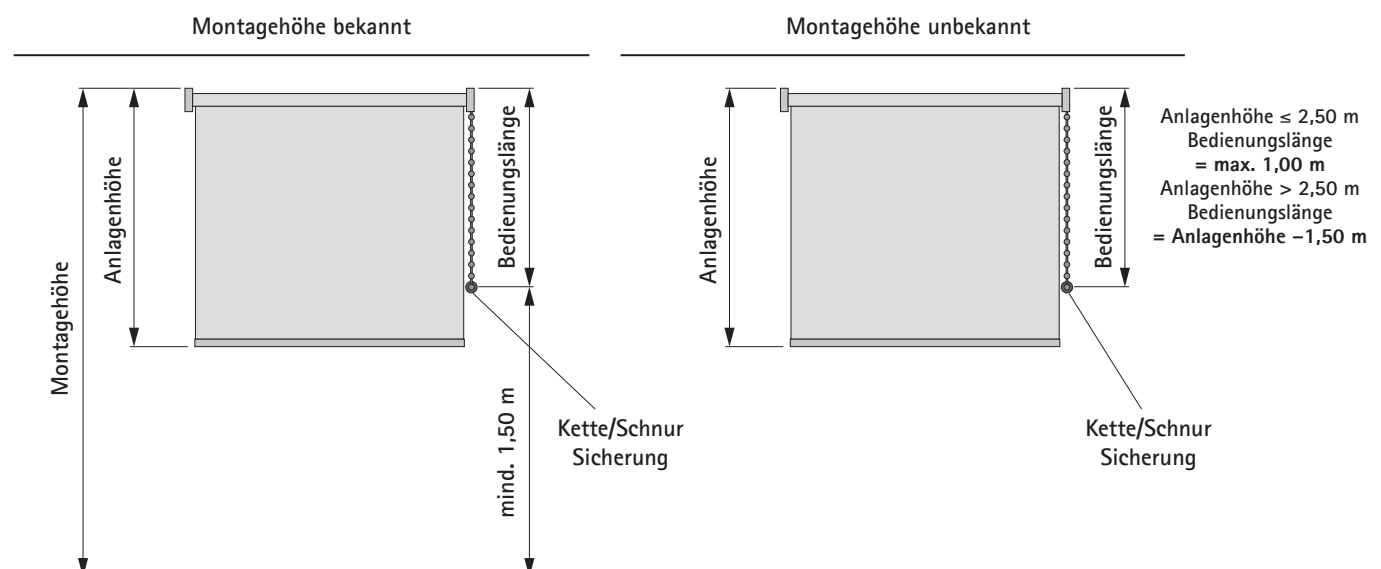 Montagehöhe bekannt
Montagehöhe
Anlagenhöhe
Bedienungslänge
mind. 1,50 m
Kette/Schnur
Sicherung
Montagehöhe unbekannt
Anlagenhöhe
Bedienungslänge
Kette/Schnur
Sicherung
Anlagenhöhe ≤ 2,50 m
Bedienungslänge
= max. 1,00 m
Anlagenhöhe > 2,50 m
Bedienungslänge
= Anlagenhöhe –1,50 m